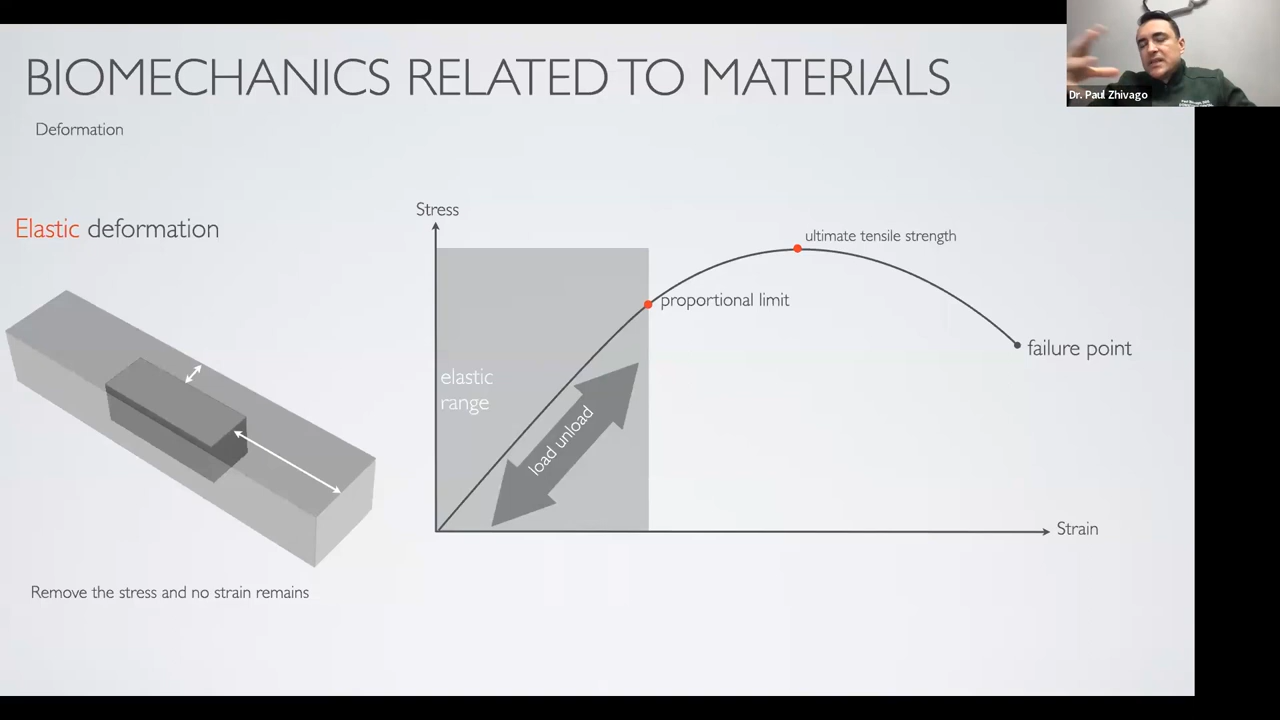 BIOMECHANICS RELATED TO MATERIALS
Dr. Paul Zhivago
Deformation
Elastic deformation
Stress
ultimate tensile strength
proportional limit
failure point
elastic
range
load unload
Strain
Remove the stress and no strain remains